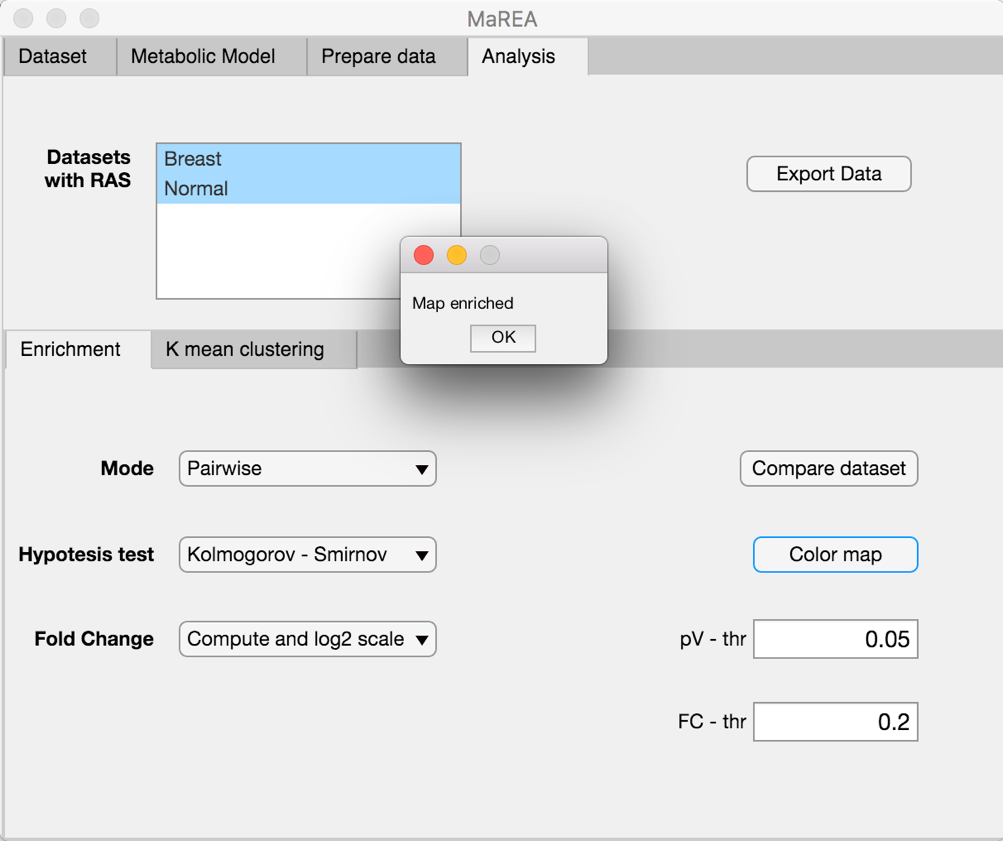 MaREA
Dataset
Metabolic Model
Prepare data
Analysis
Datasets
with RAS
Breast
Normal
Export Data
Map enriched
OK
Enrichment
K mean clustering
Mode
Pairwise
Compare dataset
Hypotesis test
Kolmogorov - Smirnov
Color map
Fold Change
Compute and log2 scale
pV - thr
0.05
FC - thr
0.2